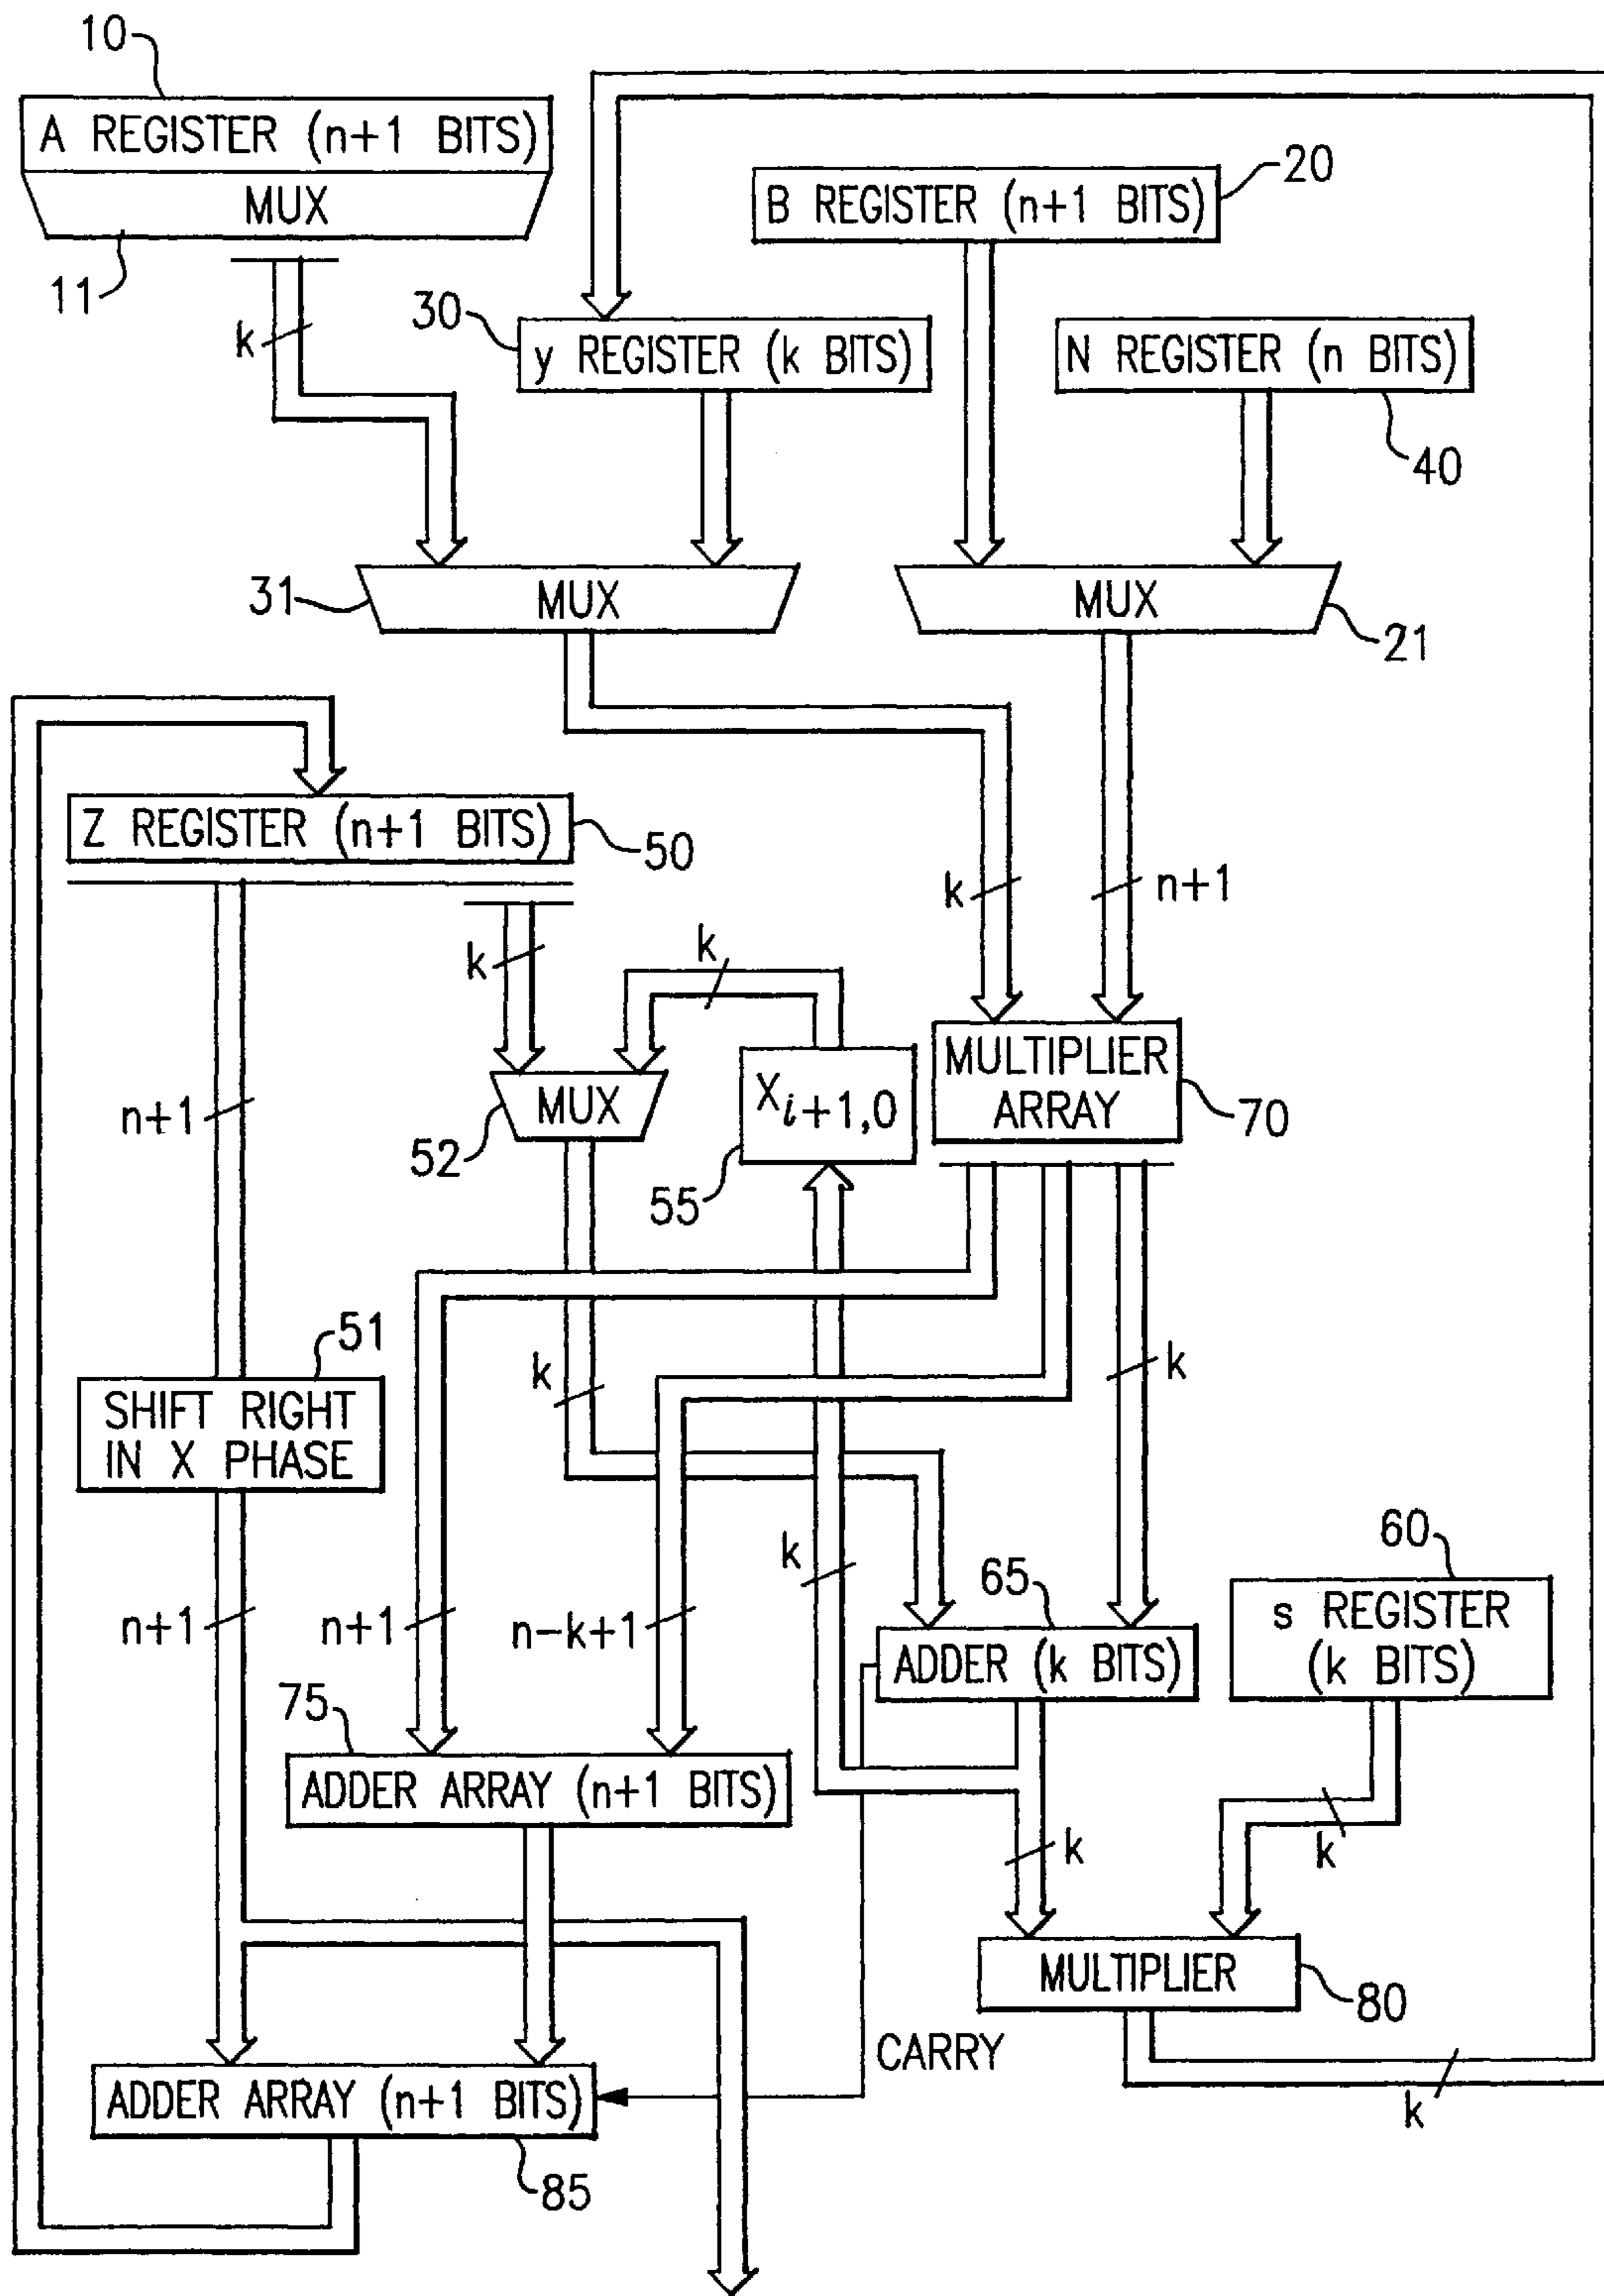 10
A REGISTER (n+1 BITS)
MUX
11
k
20
B REGISTER (n+1 BITS)
30
y REGISTER (k BITS)
N REGISTER (n BITS)
40
31
MUX
MUX
21
Z REGISTER (n+1 BITS)
50
k
n+1
k
k
n+1
MUX
52
X i+1,0
55
MULTIPLIER
ARRAY
70
51
SHIFT RIGHT
IN X PHASE
k
k
n+1
n+1
n-k+1
k
65
ADDER (k BITS)
60
s REGISTER
(k BITS)
75
ADDER ARRAY (n+1 BITS)
k
k
MULTIPLIER
80
CARRY
k
ADDER ARRAY (n+1 BITS)
85